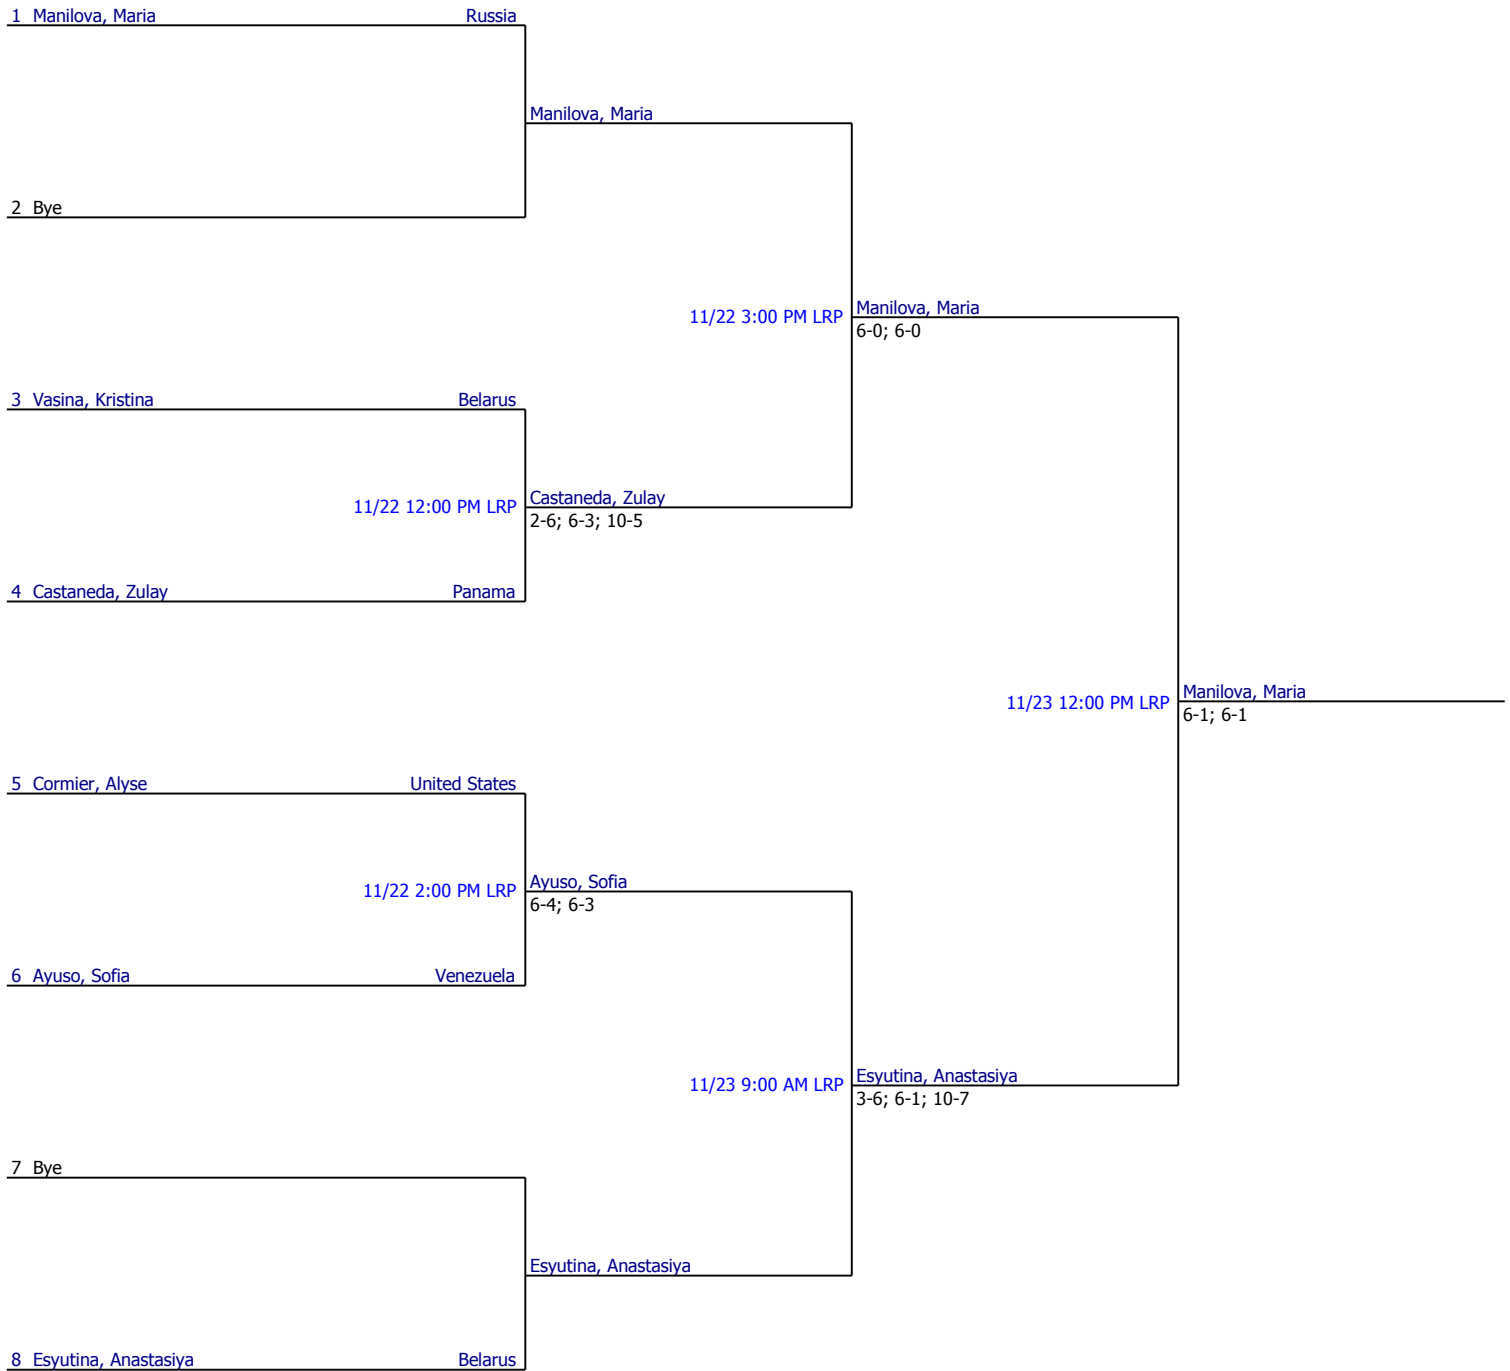 1 Manilova, Maria Russia
Manilova, Maria
2 Bye
11/22 3:00 PM LRP
Manilova, Maria
6-0; 6-0
3 Vasina, Kristina Belarus
11/22 12:00 PM LRP
Castaneda, Zulay
2-6; 6-3; 10-5
4 Castaneda, Zulay Panama
11/23 12:00 PM LRP
Manilova, Maria
6-1; 6-1
5 Cormier, Alyse United States
11/22 2:00 PM LRP
Ayuso, Sofia
6-4; 6-3
6 Ayuso, Sofia Venezuela
11/23 9:00 AM LRP
Esyutina, Anastasiya
3-6; 6-1; 10-7
7 Bye
Esyutina, Anastasiya
8 Esyutina, Anastasiya Belarus